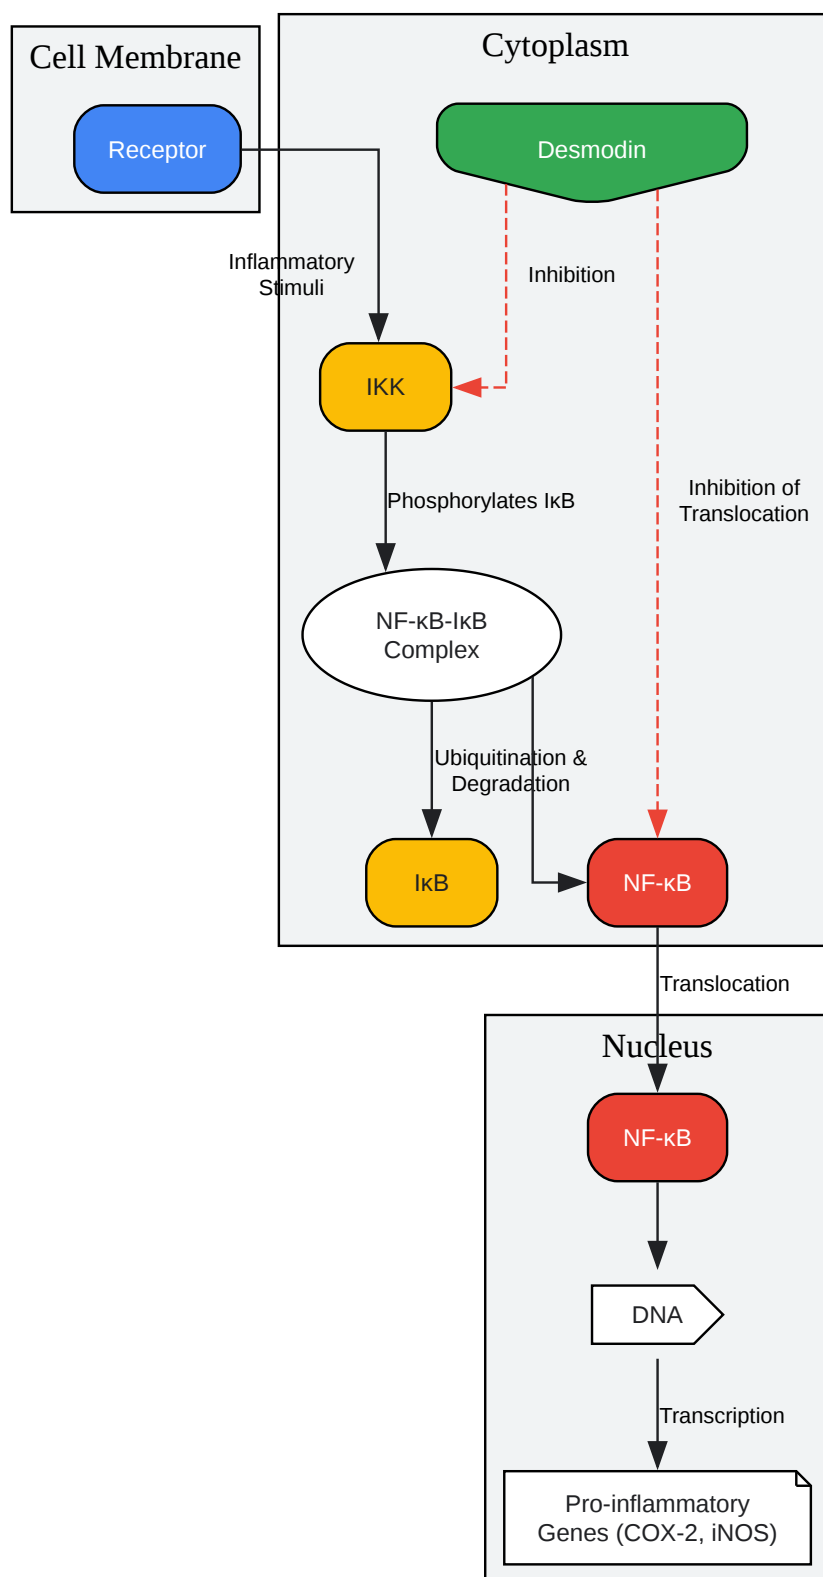 Cell Membrane
Cytoplasm
Receptor
Desmodin
Inflammatory
Stimuli
Inhibition
IKK
Phosphorylates IκB
Inhibition of
Translocation
NF-κB-IκB
Complex
Ubiquitination &
Degradation
IκB
NF-κB
Translocation
Nucleus
NF-κB
DNA
Transcription
Pro-inflammatory
Genes (COX-2, iNOS)